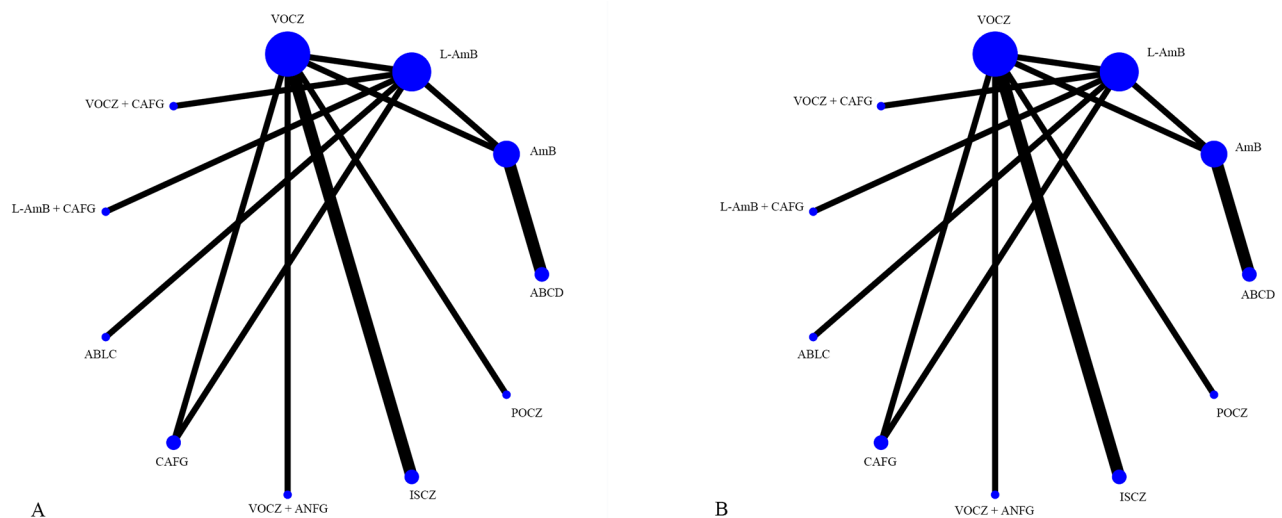 VOCZ
L-AmB
VOCZ + CAFG
AmB
L-AmB + CAFG
ABCD
ABLC
POCZ
CAFG
ISCZ
VOCZ + ANFG
A
VOCZ
L-AmB
VOCZ + CAFG
AmB
L-AmB + CAFG
ABCD
ABLC
POCZ
CAFG
ISCZ
VOCZ + ANFG
B